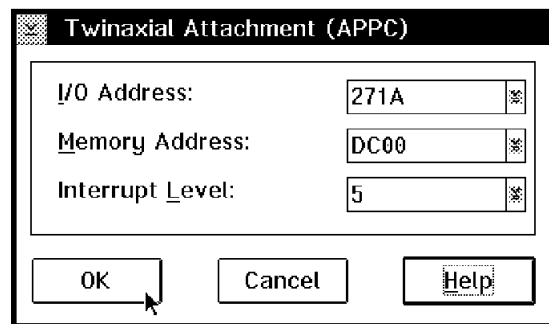 Twinaxial Attachment (APPC)
I/O Address: 271A
Memory Address: DC00
Interrupt Level: 5
OK Cancel Help